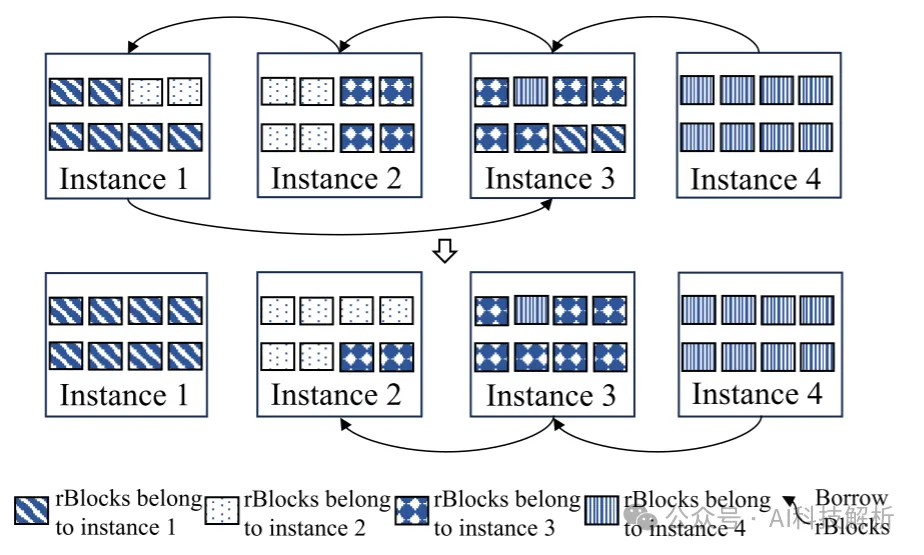 Instance 1
Instance 2
Instance 3
Instance 4
Instance 1
Instance 2
Instance 3
Instance 4
rBlocks belong
to instance 1
rBlocks belong
to instance 2
rBlocks belong
to instance 3
rBlocks belong
to instance 4
Borrow
rBlocks
公众号 · AI科技解析